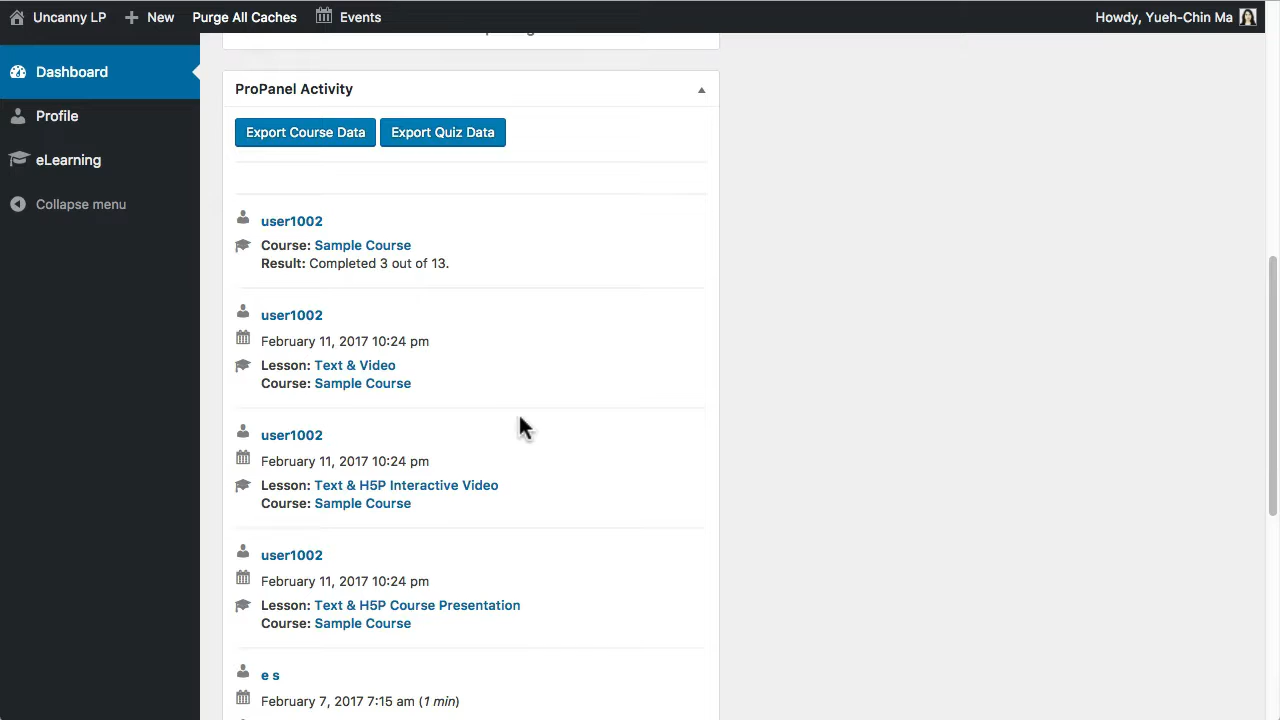 Uncanny LP
New
Purge All Caches
Events
Howdy, Yueh-Chin Ma
Dashboard
Profile
eLearning
Collapse menu
ProPanel Activity
Export Course Data
Export Quiz Data
user1002
Course: Sample Course
Result: Completed 3 out of 13.
user1002
February 11, 2017 10:24 pm
Lesson: Text & Video
Course: Sample Course
user1002
February 11, 2017 10:24 pm
Lesson: Text & H5P Interactive Video
Course: Sample Course
user1002
February 11, 2017 10:24 pm
Lesson: Text & H5P Course Presentation
Course: Sample Course
e s
February 7, 2017 7:15 am (1 min)